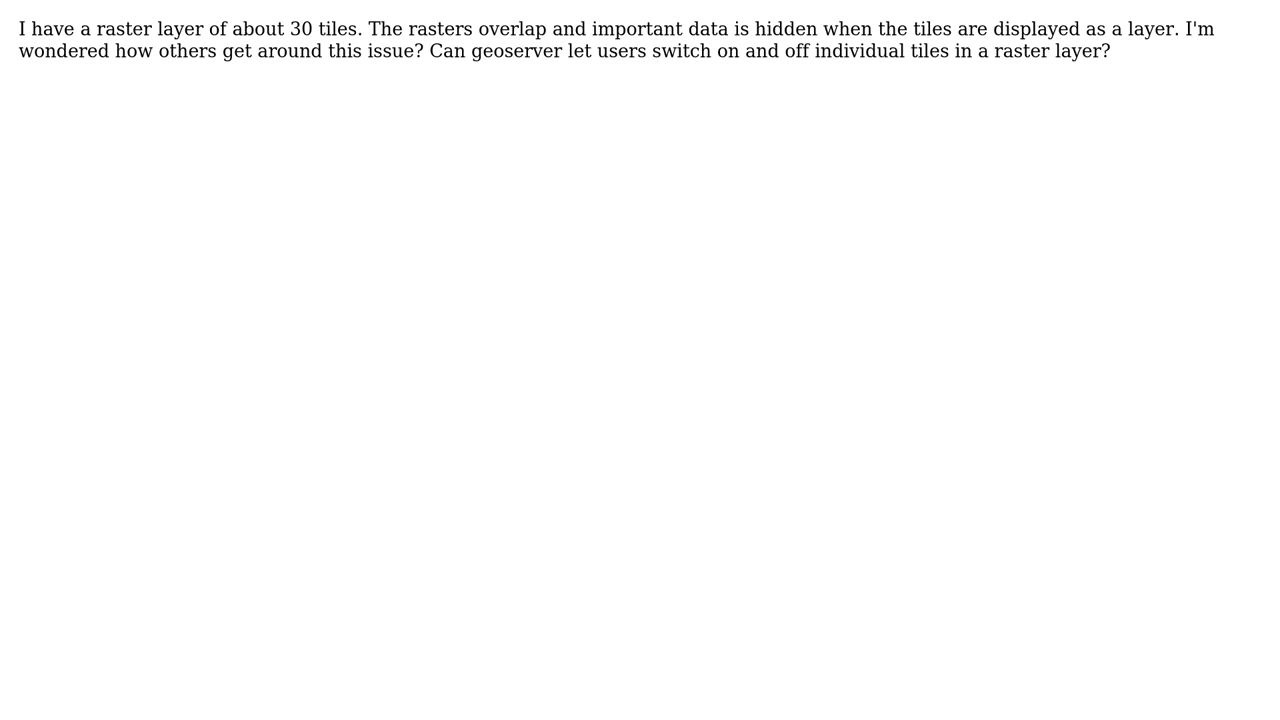 I have a raster layer of about 30 tiles. The rasters overlap and important data is hidden when the tiles are displayed as a layer. I'm
wondered how others get around this issue? Can geoserver let users switch on and off individual tiles in a raster layer?